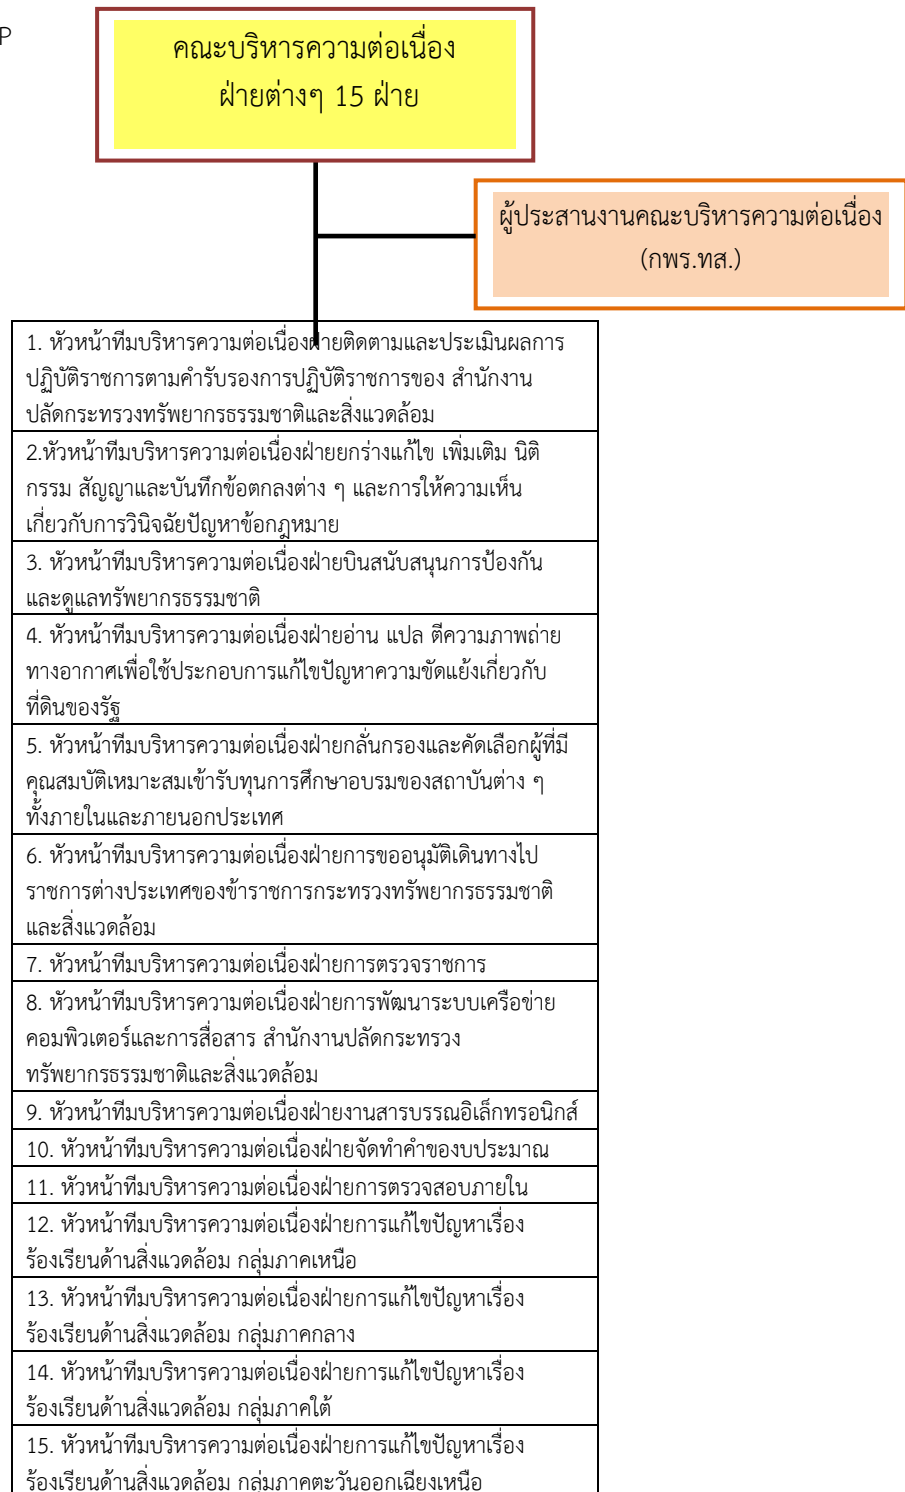 P
คณะบริหารความต่อเนื่อง
ฝ่ายต่างๆ 15 ฝ่าย
ผู้ประสานงานคณะบริหารความต่อเนื่อง
(กพร.ทส.)
1. หัวหน้าทีมบริหารความต่อเนื่องฝ่ายติดตามและประเมินผลการ
ปฏิบัติราชการตามคำรับรองการปฏิบัติราชการของ สำนักงาน
ปลัดกระทรวงทรัพยากรธรรมชาติและสิ่งแวดล้อม
2.หัวหน้าทีมบริหารความต่อเนื่องฝ่ายยกร่างแก้ไข เพิ่มเติม นิติ
กรรม สัญญาและบันทึกข้อตกลงต่าง ๆ และการให้ความเห็น
เกี่ยวกับการวินิจฉัยปัญหาข้อกฎหมาย
3. หัวหน้าทีมบริหารความต่อเนื่องฝ่ายบินสนับสนุนการป้องกัน
และดูแลทรัพยากรธรรมชาติ
4. หัวหน้าทีมบริหารความต่อเนื่องฝ่ายอ่าน แปล ตีความภาพถ่าย
ทางอากาศเพื่อใช้ประกอบการแก้ไขปัญหาความขัดแย้งเกี่ยวกับ
ที่ดินของรัฐ
5. หัวหน้าทีมบริหารความต่อเนื่องฝ่ายกลั่นกรองและคัดเลือกผู้ที่มี
คุณสมบัติเหมาะสมเข้ารับทุนการศึกษาอบรมของสถาบันต่าง ๆ
ทั้งภายในและภายนอกประเทศ
6. หัวหน้าทีมบริหารความต่อเนื่องฝ่ายการขออนุมัติเดินทางไป
ราชการต่างประเทศของข้าราชการกระทรวงทรัพยากรธรรมชาติ
และสิ่งแวดล้อม
7. หัวหน้าทีมบริหารความต่อเนื่องฝ่ายการตรวจราชการ
8. หัวหน้าทีมบริหารความต่อเนื่องฝ่ายการพัฒนาระบบเครือข่าย
คอมพิวเตอร์และการสื่อสาร สำนักงานปลัดกระทรวง
ทรัพยากรธรรมชาติและสิ่งแวดล้อม
9. หัวหน้าทีมบริหารความต่อเนื่องฝ่ายงานสารบรรณอิเล็กทรอนิกส์
10. หัวหน้าทีมบริหารความต่อเนื่องฝ่ายจัดทำคำของบประมาณ
11. หัวหน้าทีมบริหารความต่อเนื่องฝ่ายการตรวจสอบภายใน
12. หัวหน้าทีมบริหารความต่อเนื่องฝ่ายการแก้ไขปัญหาเรื่อง
ร้องเรียนด้านสิ่งแวดล้อม กลุ่มภาคเหนือ
13. หัวหน้าทีมบริหารความต่อเนื่องฝ่ายการแก้ไขปัญหาเรื่อง
ร้องเรียนด้านสิ่งแวดล้อม กลุ่มภาคกลาง
14. หัวหน้าทีมบริหารความต่อเนื่องฝ่ายการแก้ไขปัญหาเรื่อง
ร้องเรียนด้านสิ่งแวดล้อม กลุ่มภาคใต้
15. หัวหน้าทีมบริหารความต่อเนื่องฝ่ายการแก้ไขปัญหาเรื่อง
ร้องเรียนด้านสิ่งแวดล้อม กลุ่มภาคตะวันออกเฉียงเหนือ